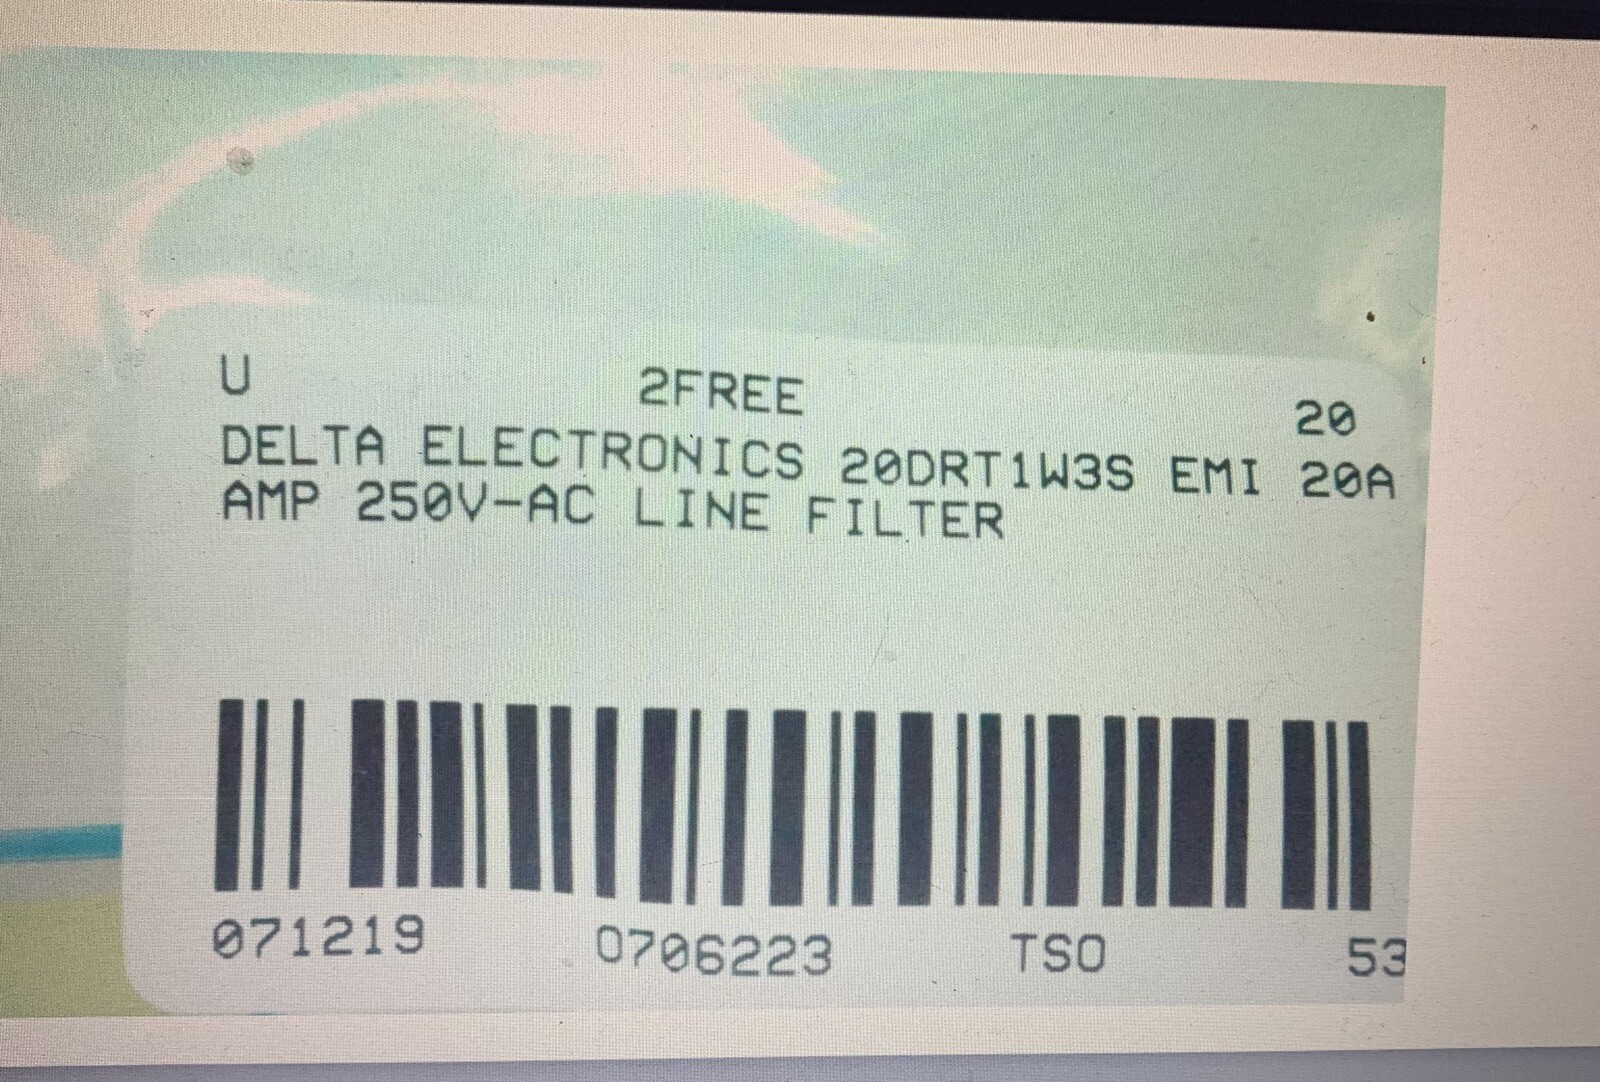 U 2FREE 20
DELTA ELECTRONICS 20DRT1W3S EMI 20A
AMP 250V-AC LINE FILTER
071219 0706223 TSO 53